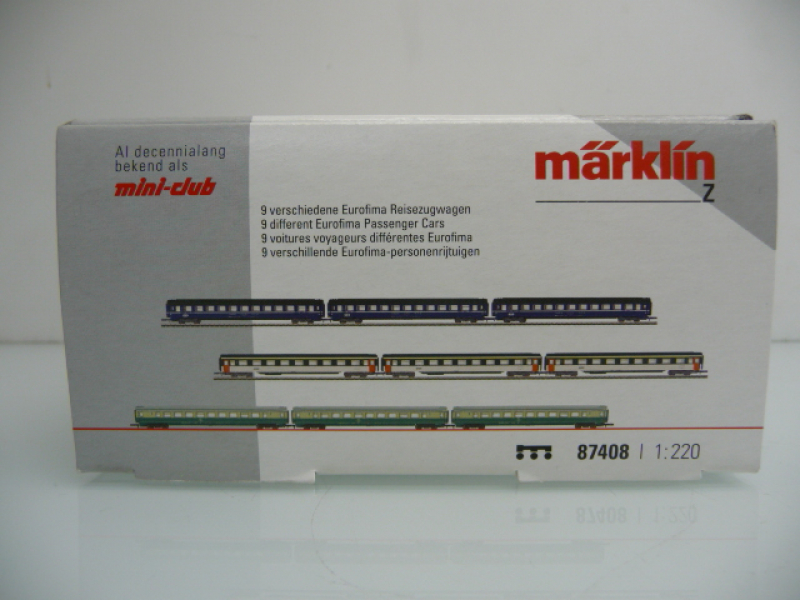 Al decennialang
bekend als
mini-club
märklin
Z
9 verschiedene Eurofima Reisezugwagen
9 different Eurofima Passenger Cars
9 voitures voyageurs différentes Eurofima
9 verschillende Eurofima-personenrijtuigen
87408 | 1:220